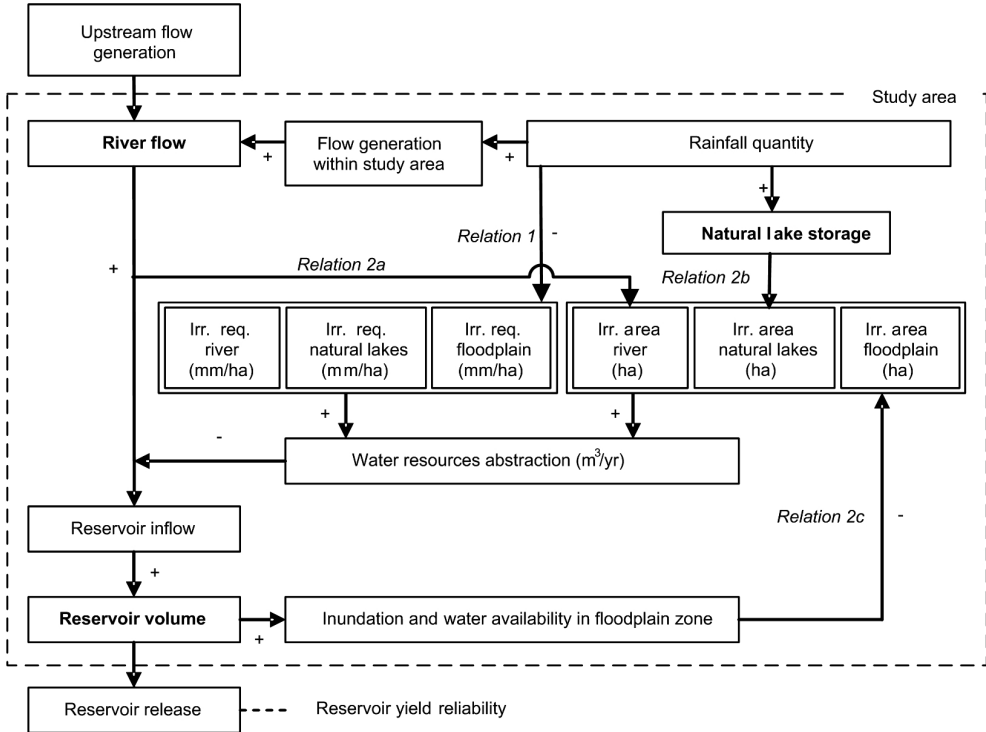 Upstream flow
generation
Study area
River flow
Flow generation
within study area
Rainfall quantity
+
+
+
Natural lake storage
Relation 1
-
+
Relation 2a
Relation 2b
Irr. req.
river
(mm/ha)
Irr. req.
natural lakes
(mm/ha)
Irr. req.
floodplain
(mm/ha)
Irr. area
river
(ha)
Irr. area
natural lakes
(ha)
Irr. area
floodplain
(ha)
+
+
-
Water resources abstraction (m³/yr)
Relation 2c
-
Reservoir inflow
+
Reservoir volume
+
Inundation and water availability in floodplain zone
Reservoir release
Reservoir yield reliability